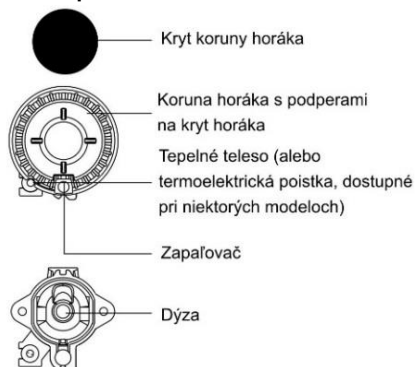 Kryt koruny horáka
Koruna horáka s podperami
na kryt horáka
Tepelné teleso (alebo
termoelektrická poistka, dostupné
pri niektorých modeloch)
Zapaľovač
Dýza